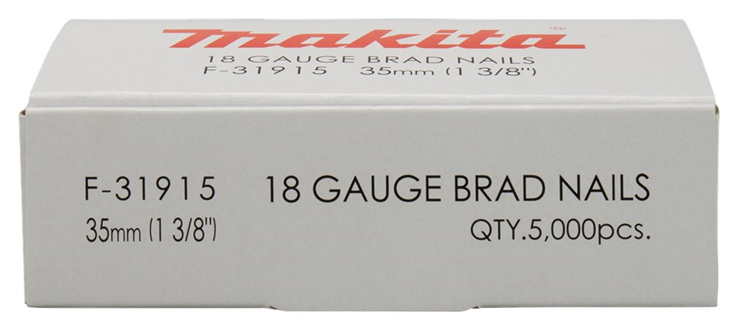 makita®
18 GAUGE BRAD NAILS
F-31915 35mm (1 3/8")
F-31915 18 GAUGE BRAD NAILS
35mm (1 3/8") QTY.5,000pcs.